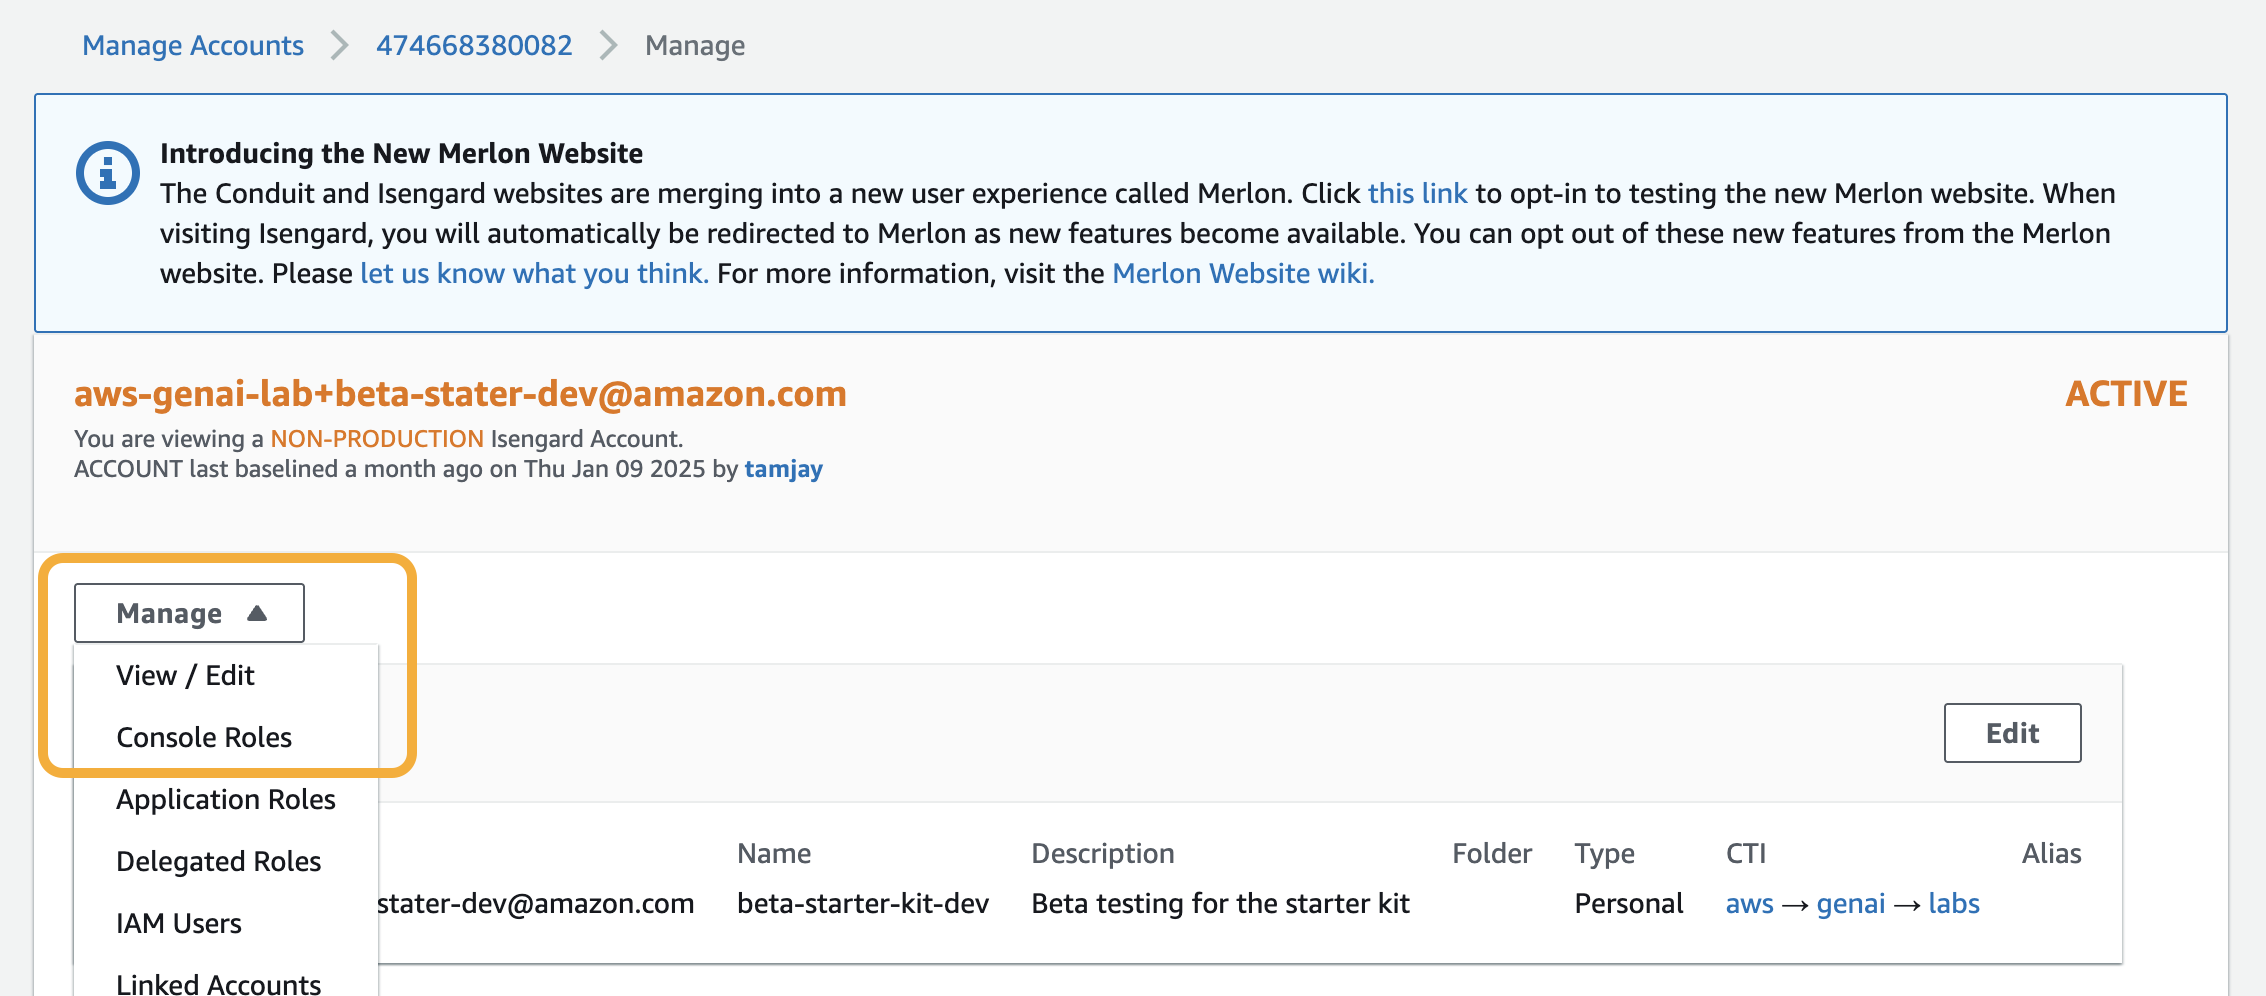 Manage Accounts > 474668380082 > Manage
Introducing the New Merlon Website
The Conduit and Isengard websites are merging into a new user experience called Merlon. Click this link to opt-in to testing the new Merlon website. When
visiting Isengard, you will automatically be redirected to Merlon as new features become available. You can opt out of these new features from the Merlon
website. Please let us know what you think. For more information, visit the Merlon Website wiki.
aws-genai-lab+beta-stater-dev@amazon.com ACTIVE
You are viewing a NON-PRODUCTION Isengard Account.
ACCOUNT last baselined a month ago on Thu Jan 09 2025 by tamjay
Manage ▲
View / Edit
Console Roles
Edit
Application Roles
Delegated Roles
IAM Users
Linked Accounts
Name Description Folder Type CTI Alias
stater-dev@amazon.com beta-starter-kit-dev Beta testing for the starter kit Personal aws → genai → labs